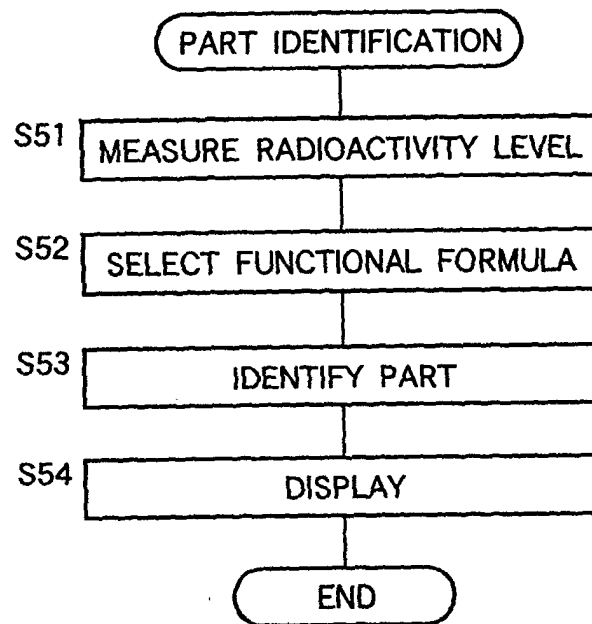 PART IDENTIFICATION
S51
MEASURE RADIOACTIVITY LEVEL
S52
SELECT FUNCTIONAL FORMULA
S53
IDENTIFY PART
S54
DISPLAY
END